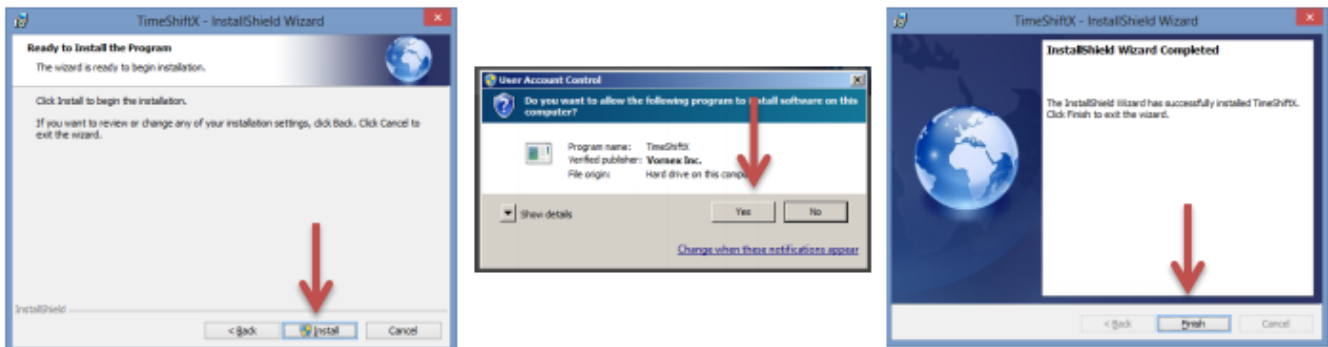 TimeShiftX - InstallShield Wizard
Ready to Install the Program
The wizard is ready to begin installation.
Click Install to begin the installation.
If you want to review or change any of your installation settings, click Back. Click Cancel to
exit the wizard.
InstallShield
< Back
Install
Cancel
User Account Control
Do you want to allow the following program to install software on this
computer?
Program name: TimeShiftX
Verified publisher: Vornex Inc.
File origin: Hard drive on this computer
Show details
Yes
No
Change when these notifications appear
TimeShiftX - InstallShield Wizard
InstallShield Wizard Completed
The InstallShield Wizard has successfully installed TimeShiftX.
Click Finish to exit the wizard.
< Back
Finish
Cancel